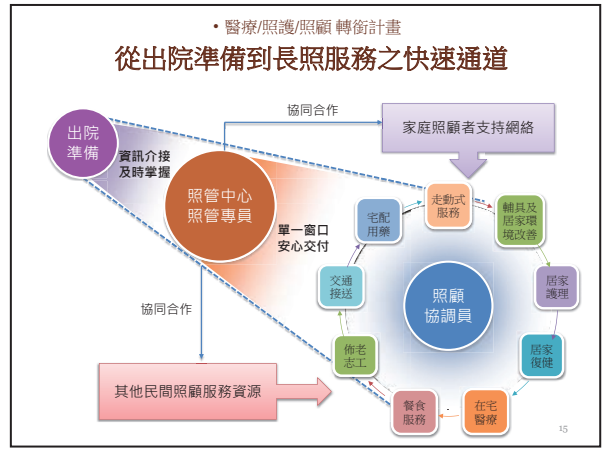 • 醫療/照護/照顧 轉銜計畫
從出院準備到長照服務之快速通道
出院
準備
資訊介接
及時掌握
照管中心
照管專員
協同合作
家庭照顧者支持網絡
單一窗口
安心交付
協同合作
其他民間照顧服務資源
照顧
協調員
走動式
服務
輔具及
居家環
境改善
居家
護理
居家
復健
在宅
醫療
餐食
服務
佈老
志工
交通
接送
宅配
用藥
15